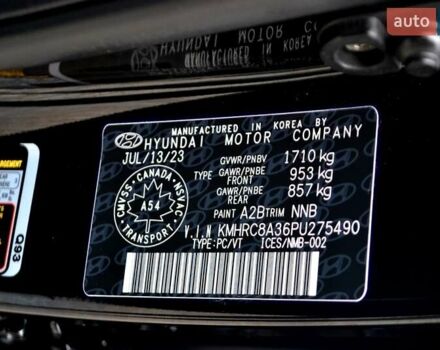 auto
MANUFACTURED IN KOREA BY
HYUNDAI MOTOR COMPANY
JUL/13/23
GVWR/PNBV 1710 kg
TYPE GAWR/PNBE FRONT 953 kg
GAWR/PNBE REAR 857 kg
PAINT A2B TRIM NNB
V.I.N KMHRC8A36PU275490
TYPE:PC/VT ICES/NMB-002
CMVSS · CANADA · NSVAC
A54
TRANSPORT
Q93